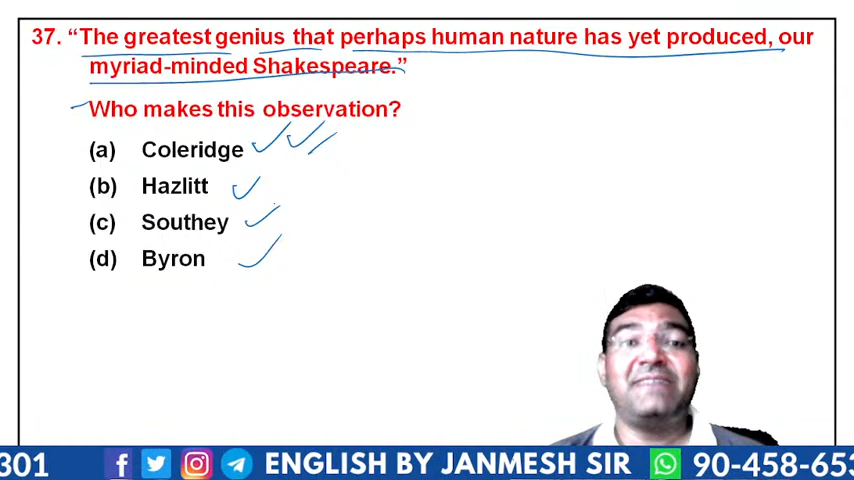 37. “The greatest genius that perhaps human nature has yet produced, our
myriad-minded Shakespeare.”
Who makes this observation?
(a) Coleridge
(b) Hazlitt
(c) Southey
(d) Byron
301 ENGLISH BY JANMESH SIR 90-458-653